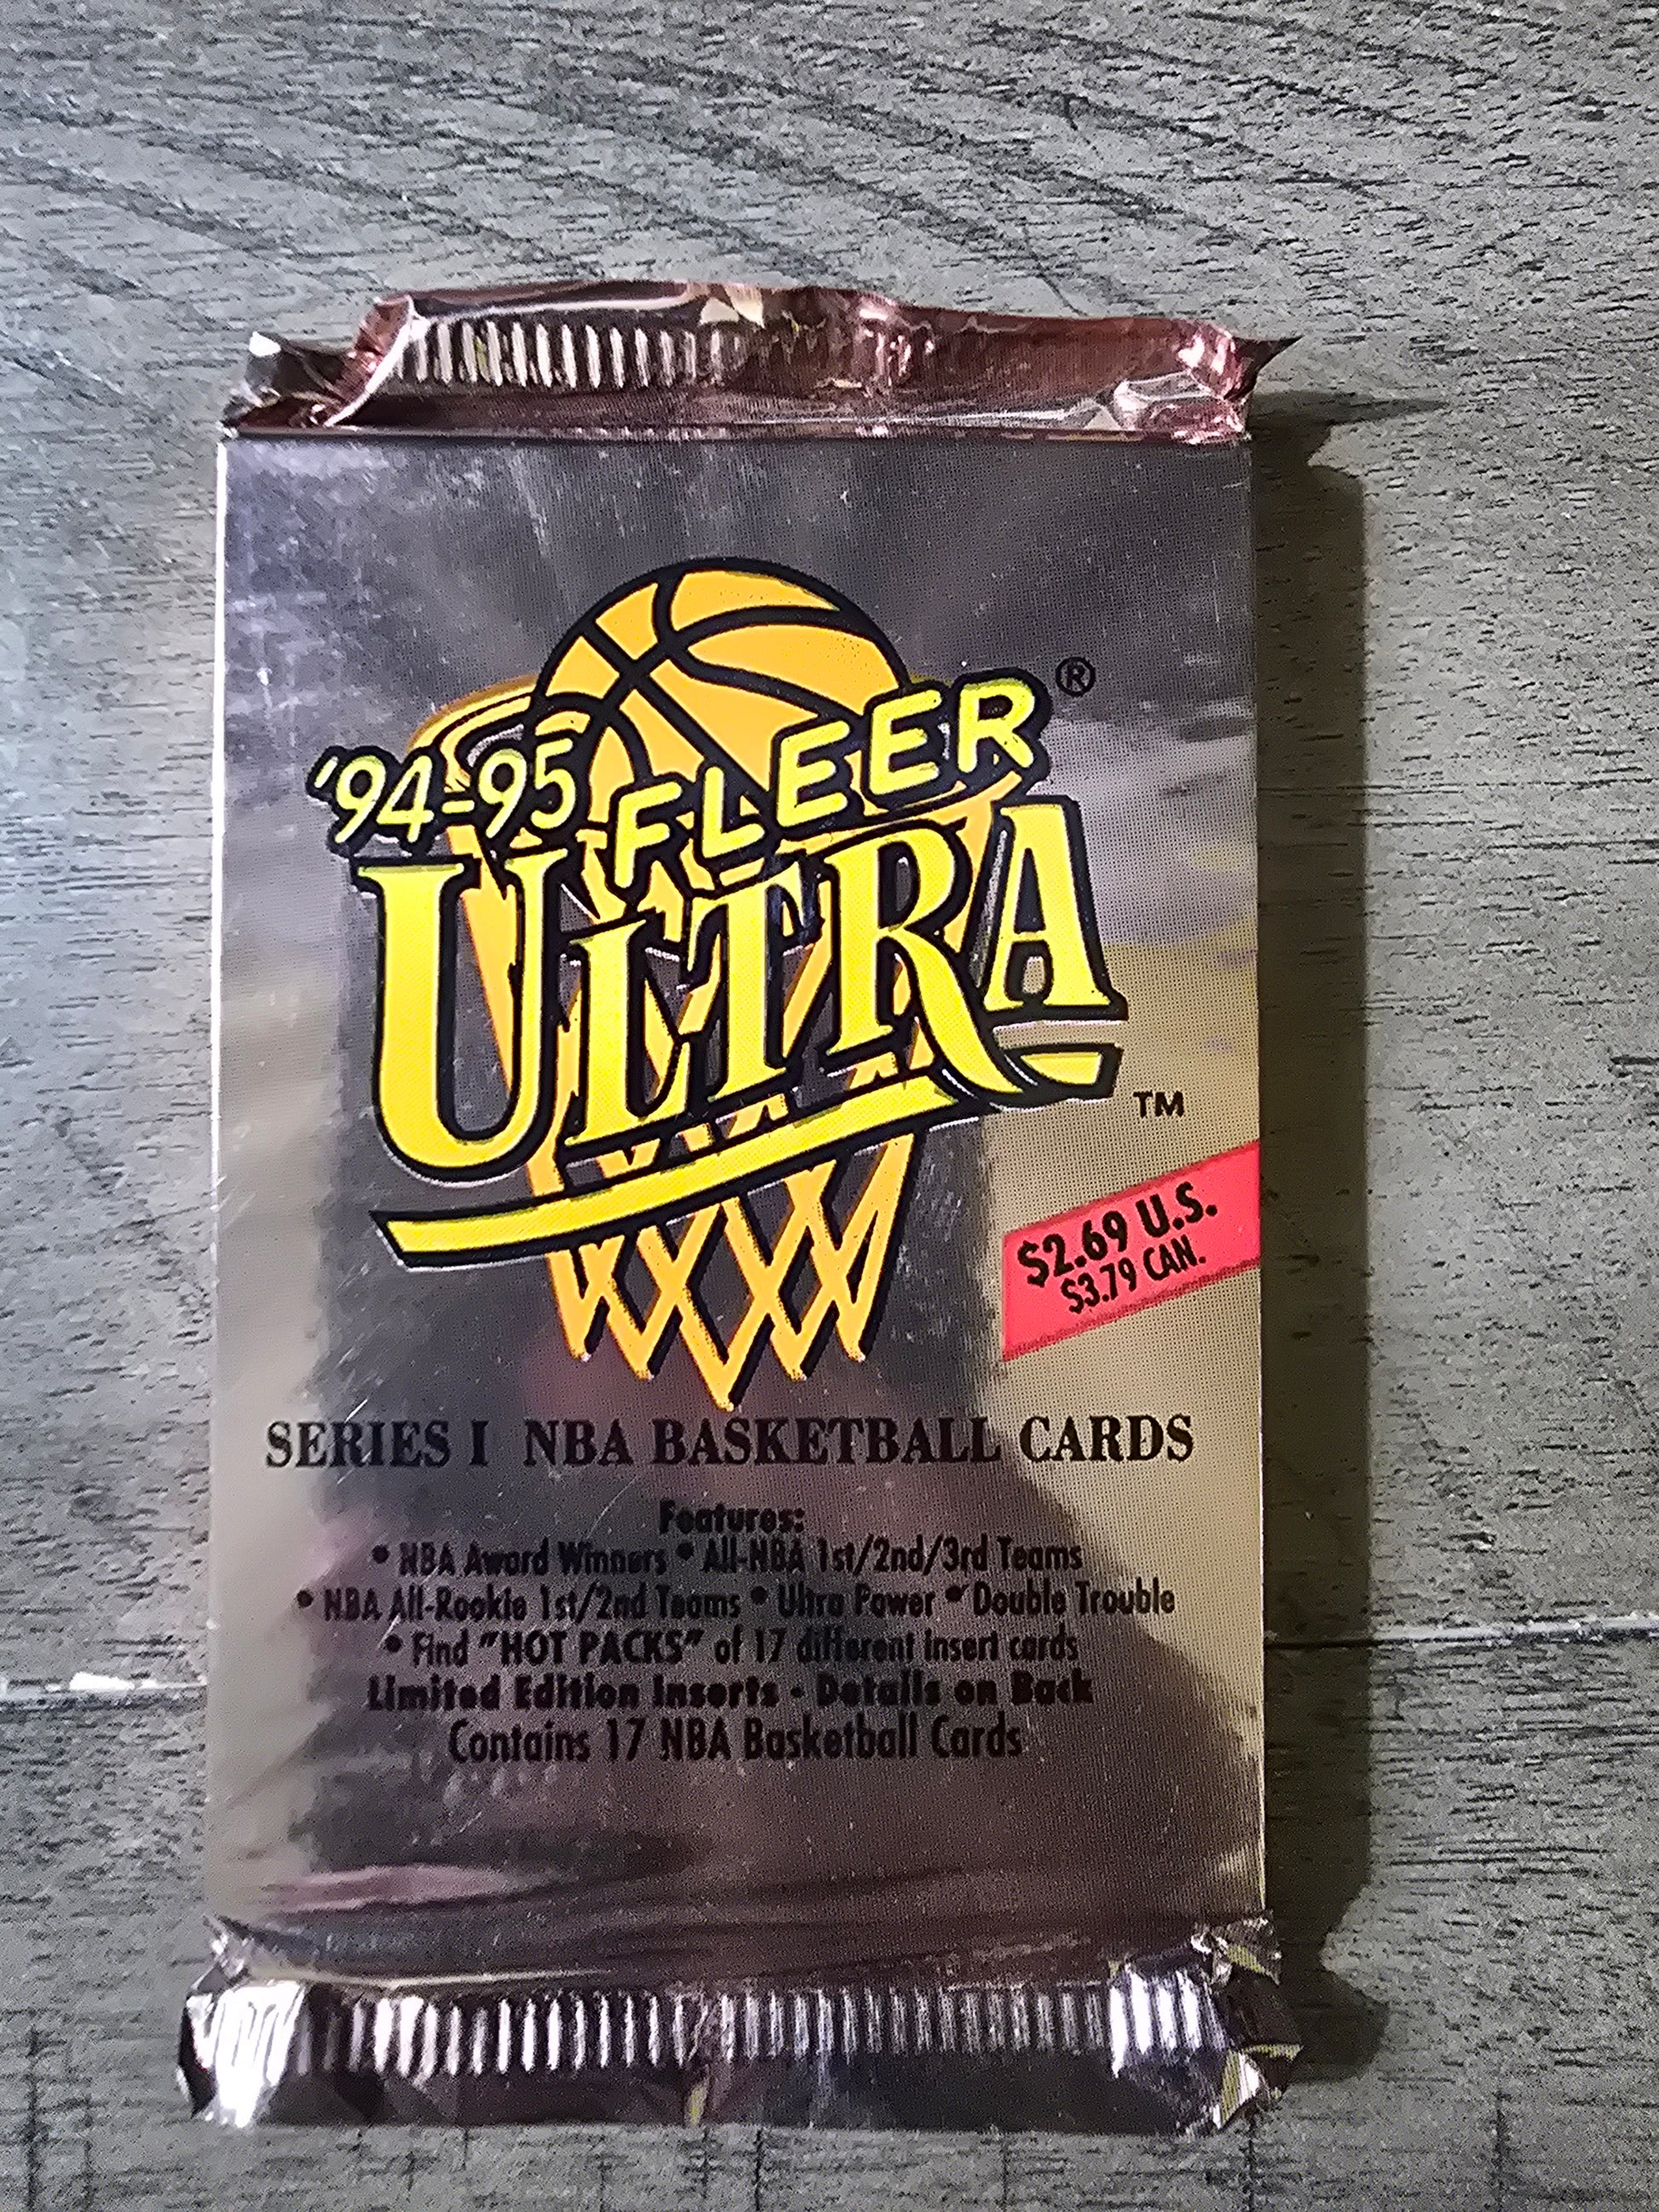 '94-95 FLEER®
ULTRA™
$2.69 U.S.
$3.79 CAN.
SERIES I NBA BASKETBALL CARDS
Features:
• NBA Award Winners • All-NBA 1st/2nd/3rd Teams
• NBA All-Rookie 1st/2nd Teams • Ultra Power • Double Trouble
• Find "HOT PACKS" of 17 different insert cards
Limited Edition Inserts - Details on Back
Contains 17 NBA Basketball Cards